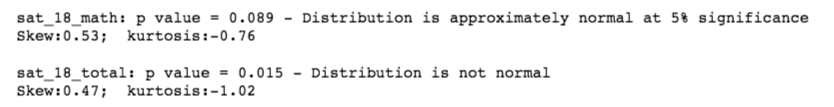 sat_18_math: p value = 0.089 - Distribution is approximately normal at 5% significance
Skew:0.53;  kurtosis:-0.76
sat_18_total: p value = 0.015 - Distribution is not normal
Skew:0.47;  kurtosis:-1.02